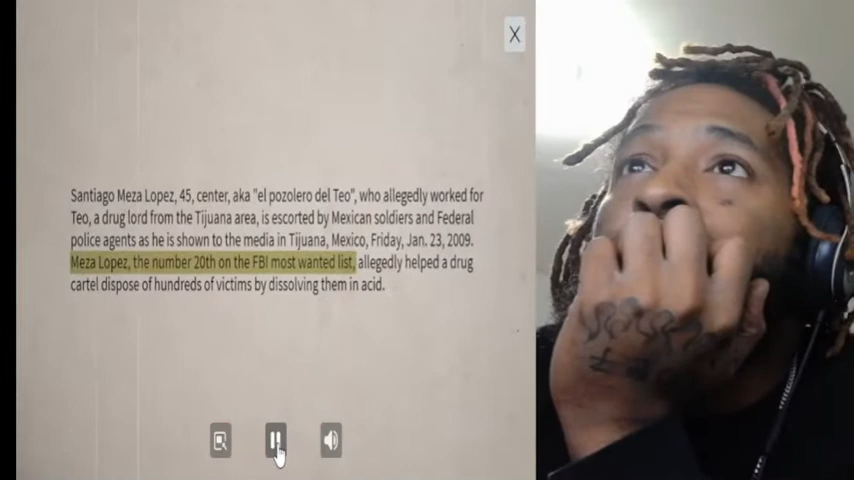 X
Santiago Meza Lopez, 45, center, aka "el pozolero del Teo", who allegedly worked for
Teo, a drug lord from the Tijuana area, is escorted by Mexican soldiers and Federal
police agents as he is shown to the media in Tijuana, Mexico, Friday, Jan. 23, 2009.
Meza Lopez, the number 20th on the FBI most wanted list, allegedly helped a drug
cartel dispose of hundreds of victims by dissolving them in acid.